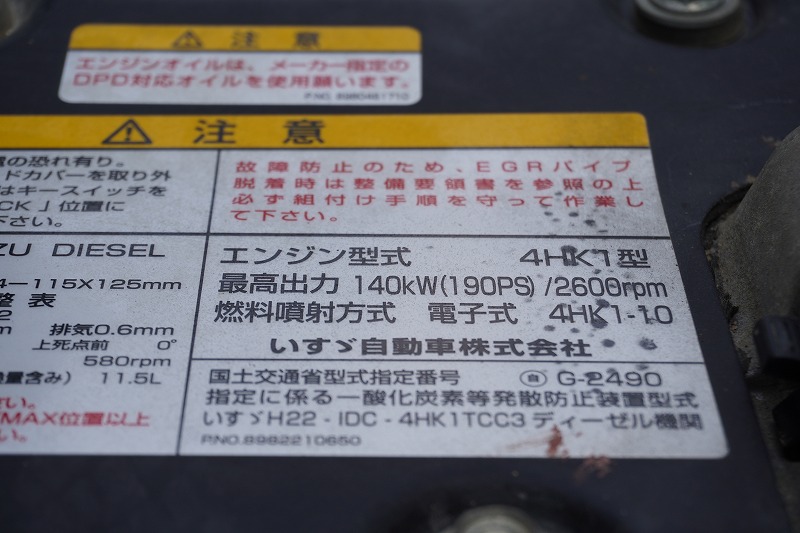 注意
エンジンオイルは、メーカー指定の
DPD対応オイルを使用願います。
P.NO. 8980461710
注意
電の恐れ有り。
ドカバーを取り外
はキースイッチを
CK」位置に
い。
故障防止のため、EGRパイプ
脱着時は整備要領書を参照の上
必ず組付け手順を守って作業し
て下さい。
ZU DIESEL
4-115X125mm
整表
排気0.6mm
上死点前 0°
580rpm
量含み) 11.5L
い。
MAX位置以上
い。
エンジン型式 4HK1型
最高出力 140kW(190PS)/2600rpm
燃料噴射方式 電子式 4HK1-10
いすゞ自動車株式会社
国土交通省型式指定番号 自 G-2490
指定に係る一酸化炭素等発散防止装置型式
いすゞH22-IDC-4HK1TCC3 ディーゼル機関
P.NO.8982210650